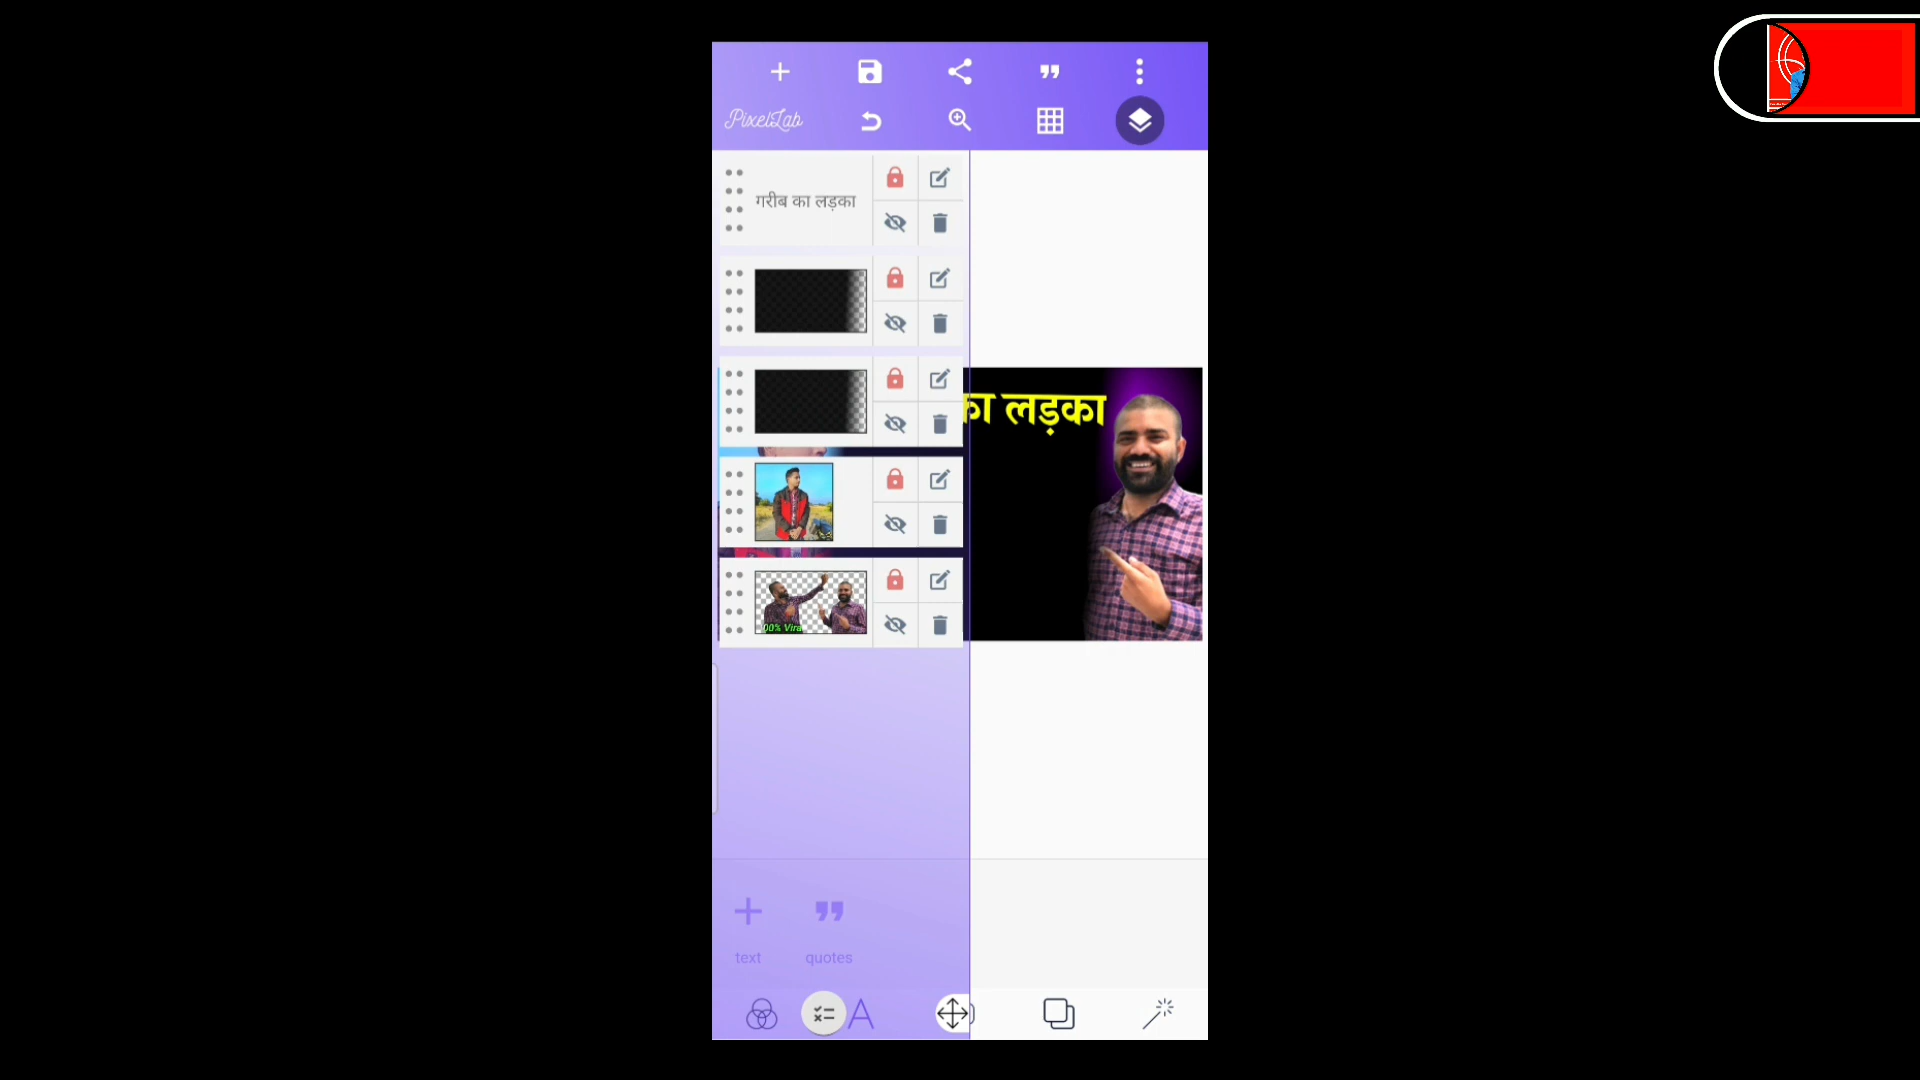 PixelLab
गरीब का लड़का
का लड़का
00% Vira
text
quotes